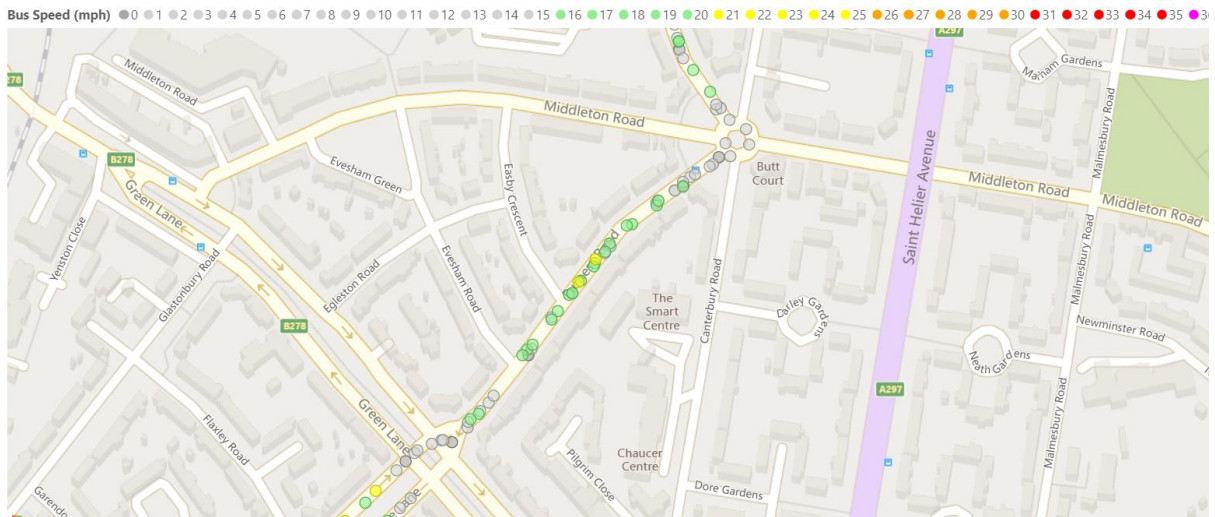 Bus Speed (mph) 0 1 2 3 4 5 6 7 8 9 10 11 12 13 14 15 16 17 18 19 20 21 22 23 24 25 26 27 28 29 30 31 32 33 34 35
A297
Marham Gardens
Middleton Road
278
Middleton Road
Malmesbury Road
B278
Evesham Green
Easby Crescent
Butt
Court
Saint Helier Avenue
Middleton Road
Middleton Road
Green Lane
Yenston Close
Glastonbury Road
Egleston Road
Evesham Road
Road
The
Smart
Centre
Canterbury Road
Malmesbury Road
Newminster Road
B278
Neath Gardens
A297
Green Lane
Flaxley Road
Malmesbury Road
Chaucer
Centre
Pilgrim Close
Dore Gardens